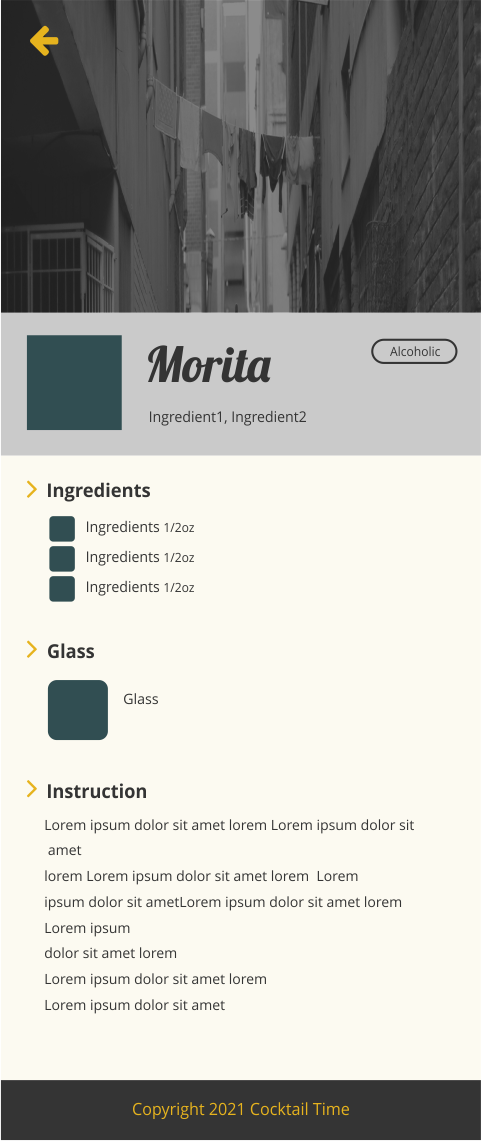 Morita
Alcoholic
Ingredient1, Ingredient2
Ingredients
Ingredients 1/2oz
Ingredients 1/2oz
Ingredients 1/2oz
Glass
Glass
Instruction
Lorem ipsum dolor sit amet lorem Lorem ipsum dolor sit
amet
lorem Lorem ipsum dolor sit amet lorem  Lorem
ipsum dolor sit ametLorem ipsum dolor sit amet lorem
Lorem ipsum
dolor sit amet lorem
Lorem ipsum dolor sit amet lorem
Lorem ipsum dolor sit amet
Copyright 2021 Cocktail Time